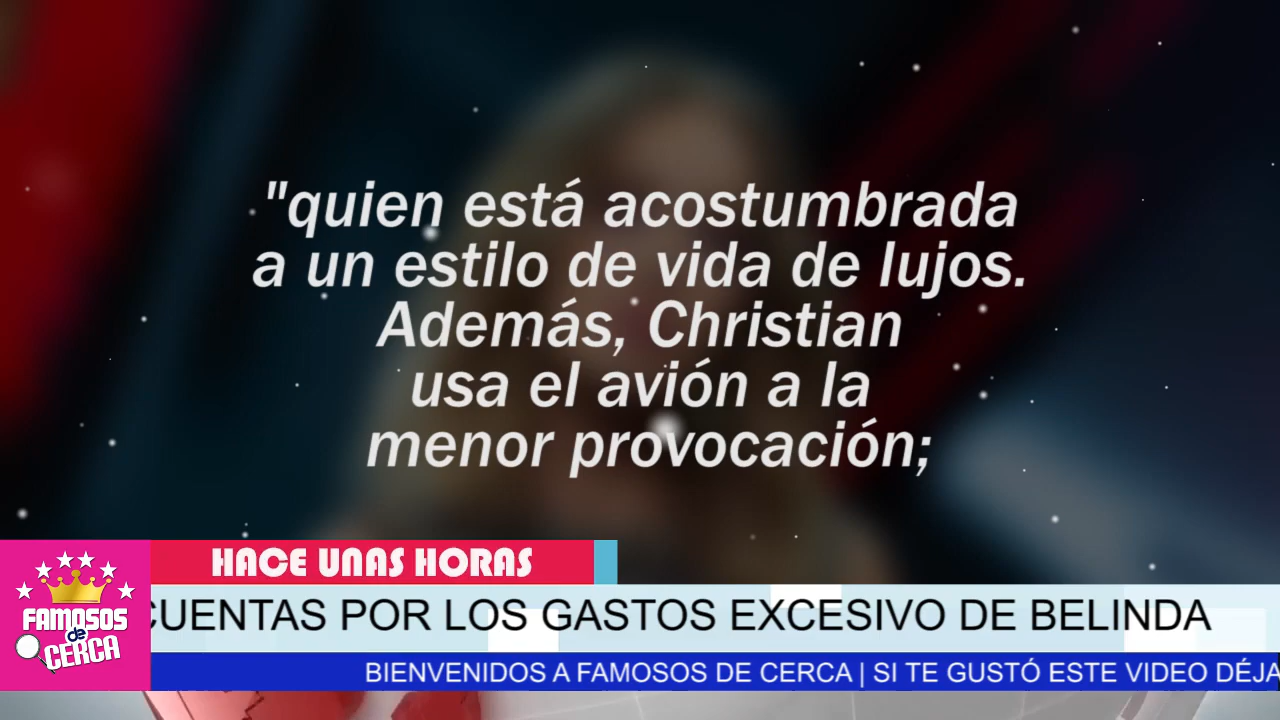 "quien está acostumbrada
a un estilo de vida de lujos.
Además, Christian
usa el avión a la
menor provocación;
HACE UNAS HORAS
CUENTAS POR LOS GASTOS EXCESIVO DE BELINDA
FAMOSOS
de
CERCA
BIENVENIDOS A FAMOSOS DE CERCA | SI TE GUSTÓ ESTE VIDEO DÉJA